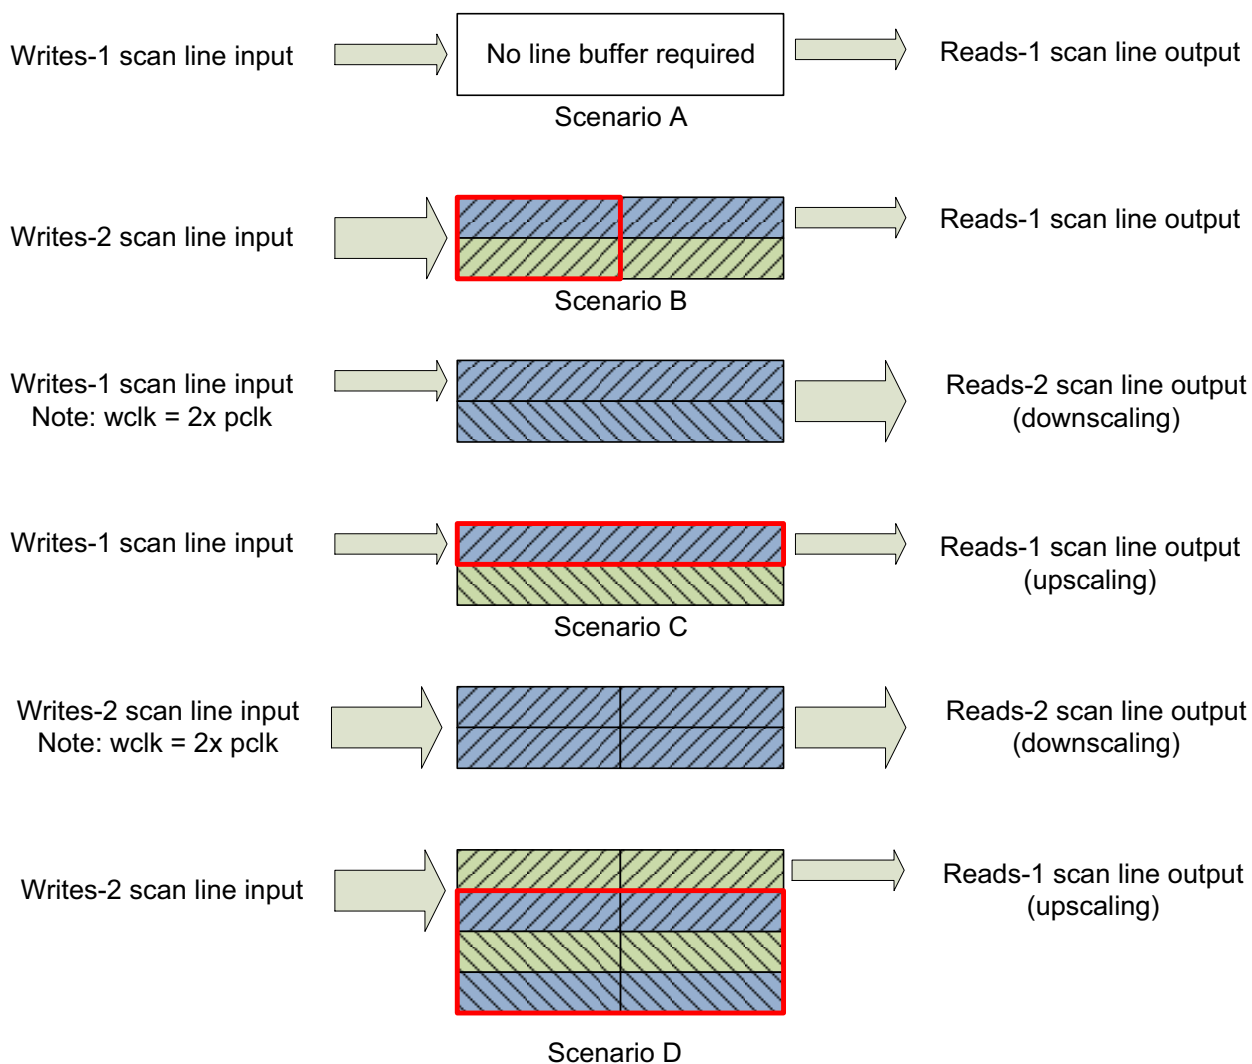 Writes-1 scan line input
No line buffer required
Reads-1 scan line output
Scenario A
Writes-2 scan line input
Reads-1 scan line output
Scenario B
Writes-1 scan line input
Note: wclk = 2x pclk
Reads-2 scan line output
(downscaling)
Writes-1 scan line input
Reads-1 scan line output
(upscaling)
Scenario C
Writes-2 scan line input
Note: wclk = 2x pclk
Reads-2 scan line output
(downscaling)
Writes-2 scan line input
Reads-1 scan line output
(upscaling)
Scenario D